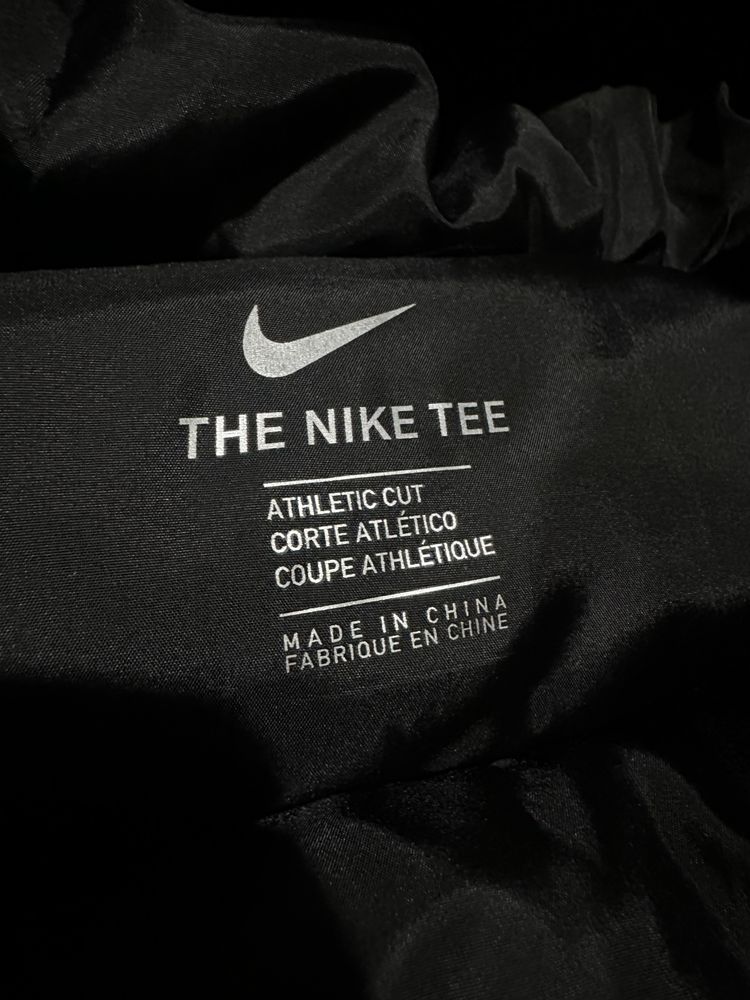 THE NIKE TEE
ATHLETIC CUT
CORTE ATLÉTICO
COUPE ATHLÉTIQUE
MADE IN CHINA
FABRIQUE EN CHINE